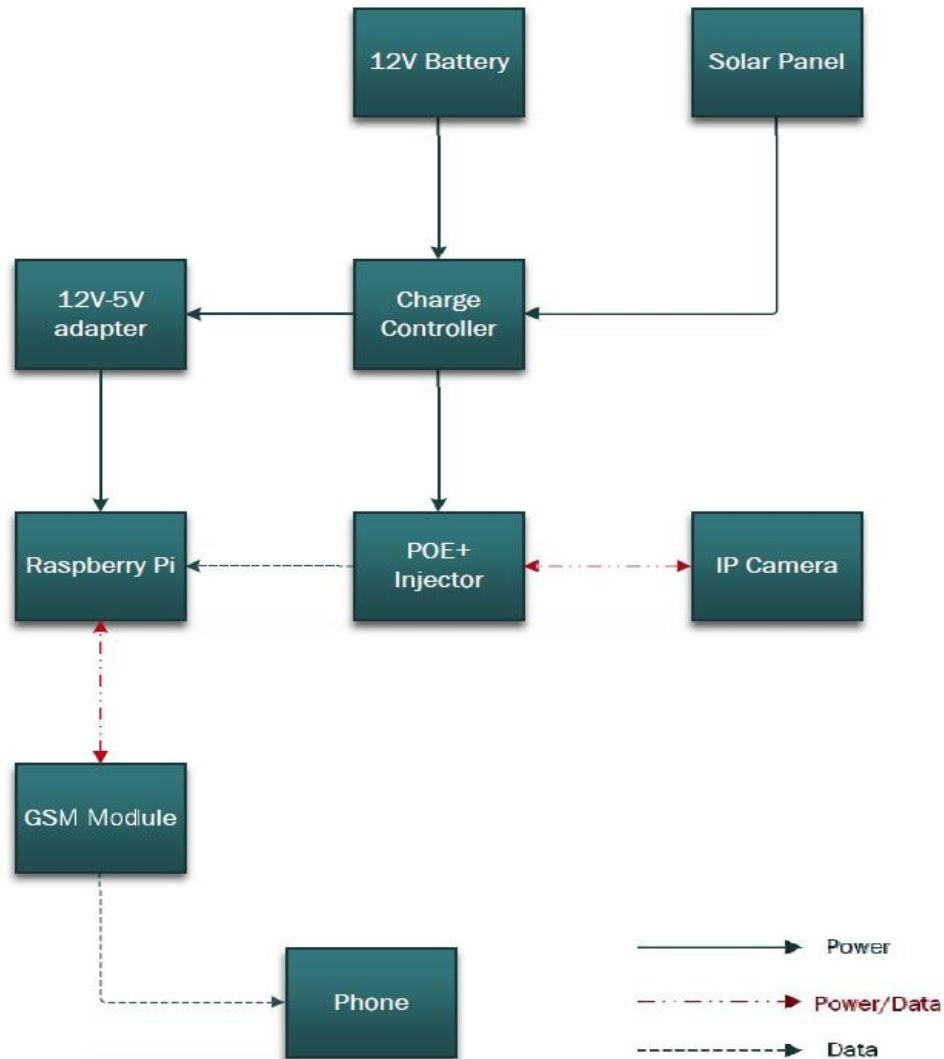 12V Battery
Solar Panel
12V-5V
adapter
Charge
Controller
Raspberry Pi
POE+
Injector
IP Camera
GSM Module
Phone
Power
Power/Data
Data